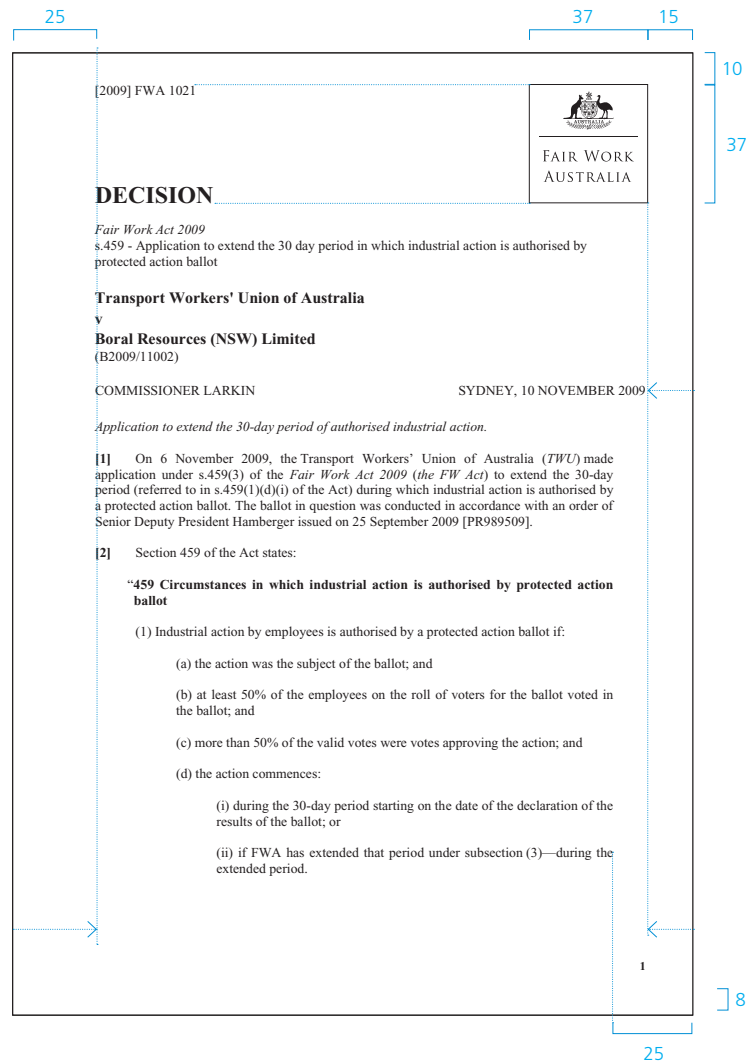 25
37
15
10
[2009] FWA 1021
AUSTRALIA
FAIR WORK
AUSTRALIA
37
DECISION
Fair Work Act 2009
s.459 - Application to extend the 30 day period in which industrial action is authorised by
protected action ballot
Transport Workers' Union of Australia
v
Boral Resources (NSW) Limited
(B2009/11002)
COMMISSIONER LARKIN SYDNEY, 10 NOVEMBER 2009
Application to extend the 30-day period of authorised industrial action.
[1] On 6 November 2009, the Transport Workers’ Union of Australia (TWU) made
application under s.459(3) of the Fair Work Act 2009 (the FW Act) to extend the 30-day
period (referred to in s.459(1)(d)(i) of the Act) during which industrial action is authorised by
a protected action ballot. The ballot in question was conducted in accordance with an order of
Senior Deputy President Hamberger issued on 25 September 2009 [PR989509].
[2] Section 459 of the Act states:
“459 Circumstances in which industrial action is authorised by protected action
ballot
(1) Industrial action by employees is authorised by a protected action ballot if:
(a) the action was the subject of the ballot; and
(b) at least 50% of the employees on the roll of voters for the ballot voted in
the ballot; and
(c) more than 50% of the valid votes were votes approving the action; and
(d) the action commences:
(i) during the 30-day period starting on the date of the declaration of the
results of the ballot; or
(ii) if FWA has extended that period under subsection (3)—during the
extended period.
1
8
25